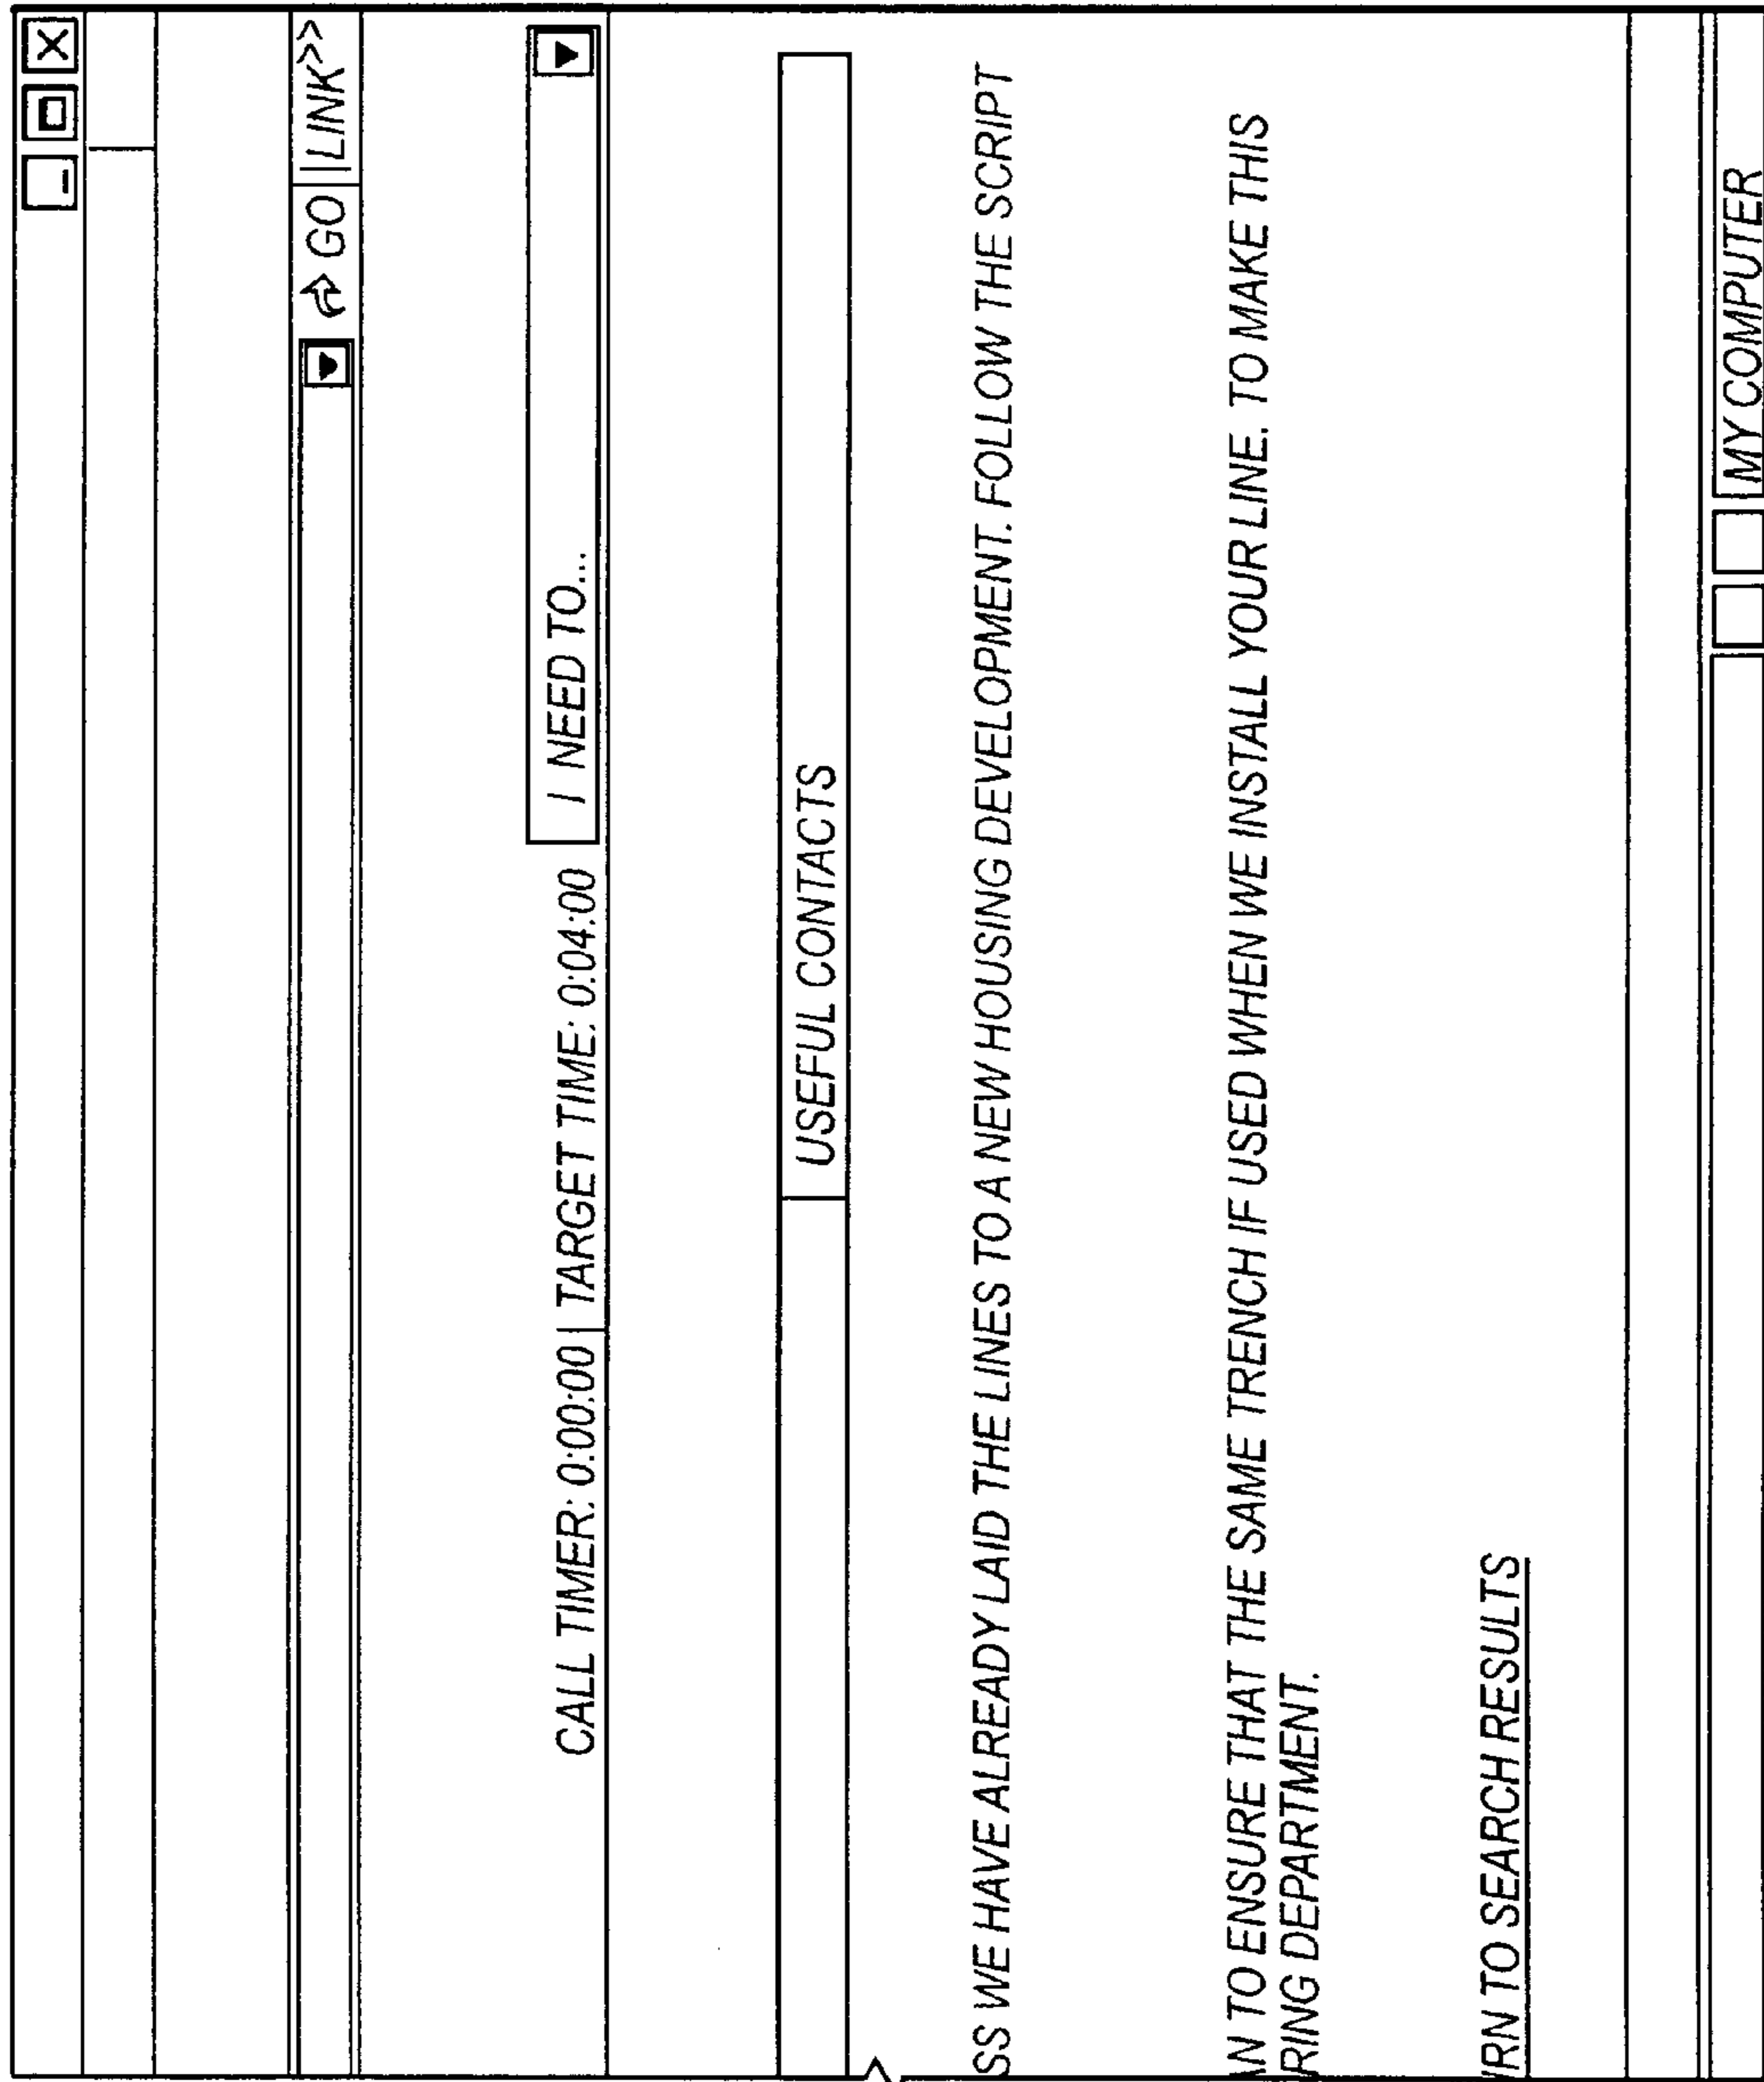 GO LINK >>
CALL TIMER: 0:00:00 | TARGET TIME: 0:04:00 I NEED TO...
USEFUL CONTACTS
SS WE HAVE ALREADY LAID THE LINES TO A NEW HOUSING DEVELOPMENT. FOLLOW THE SCRIPT
AN TO ENSURE THAT THE SAME TRENCH IF USED WHEN WE INSTALL YOUR LINE. TO MAKE THIS
RING DEPARTMENT.
RN TO SEARCH RESULTS
MY COMPUTER